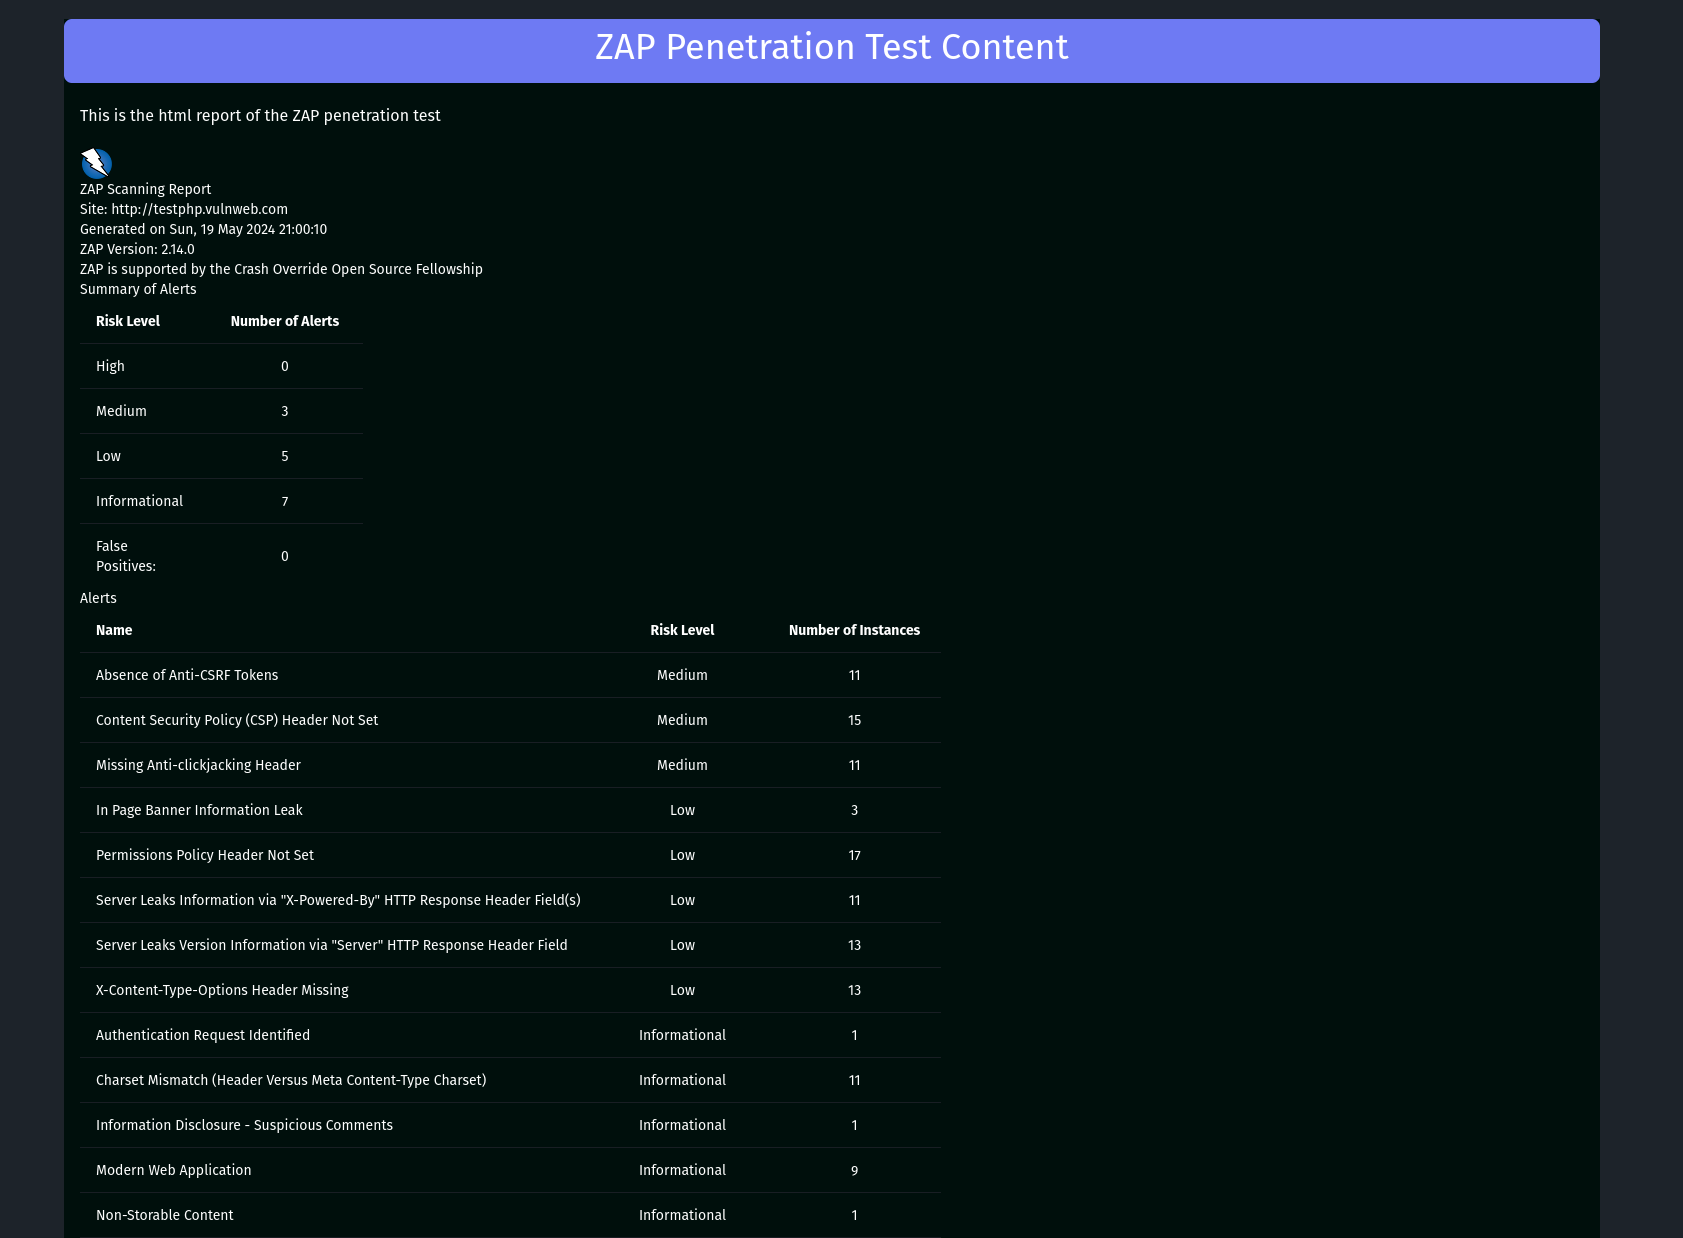 ZAP Penetration Test Content
This is the html report of the ZAP penetration test
ZAP Scanning Report
Site: http://testphp.vulnweb.com
Generated on Sun, 19 May 2024 21:00:10
ZAP Version: 2.14.0
ZAP is supported by the Crash Override Open Source Fellowship
Summary of Alerts
Risk Level Number of Alerts
High 0
Medium 3
Low 5
Informational 7
False
Positives: 0
Alerts
Name Risk Level Number of Instances
Absence of Anti-CSRF Tokens Medium 11
Content Security Policy (CSP) Header Not Set Medium 15
Missing Anti-clickjacking Header Medium 11
In Page Banner Information Leak Low 3
Permissions Policy Header Not Set Low 17
Server Leaks Information via "X-Powered-By" HTTP Response Header Field(s) Low 11
Server Leaks Version Information via "Server" HTTP Response Header Field Low 13
X-Content-Type-Options Header Missing Low 13
Authentication Request Identified Informational 1
Charset Mismatch (Header Versus Meta Content-Type Charset) Informational 11
Information Disclosure - Suspicious Comments Informational 1
Modern Web Application Informational 9
Non-Storable Content Informational 1